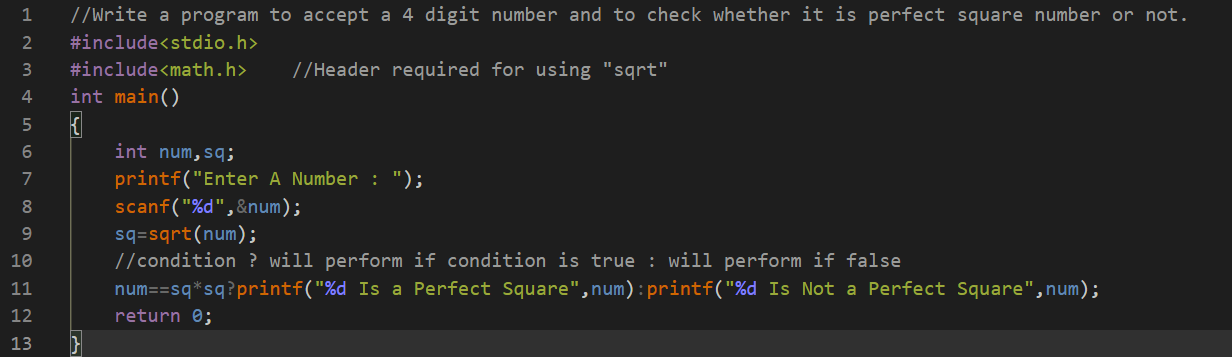 1 //Write a program to accept a 4 digit number and to check whether it is perfect square number or not.
2 #include<stdio.h>
3 #include<math.h>    //Header required for using "sqrt"
4 int main()
5 {
6     int num,sq;
7     printf("Enter A Number : ");
8     scanf("%d",&num);
9     sq=sqrt(num);
10     //condition ? will perform if condition is true : will perform if false
11     num==sq*sq?printf("%d Is a Perfect Square",num):printf("%d Is Not a Perfect Square",num);
12     return 0;
13 }